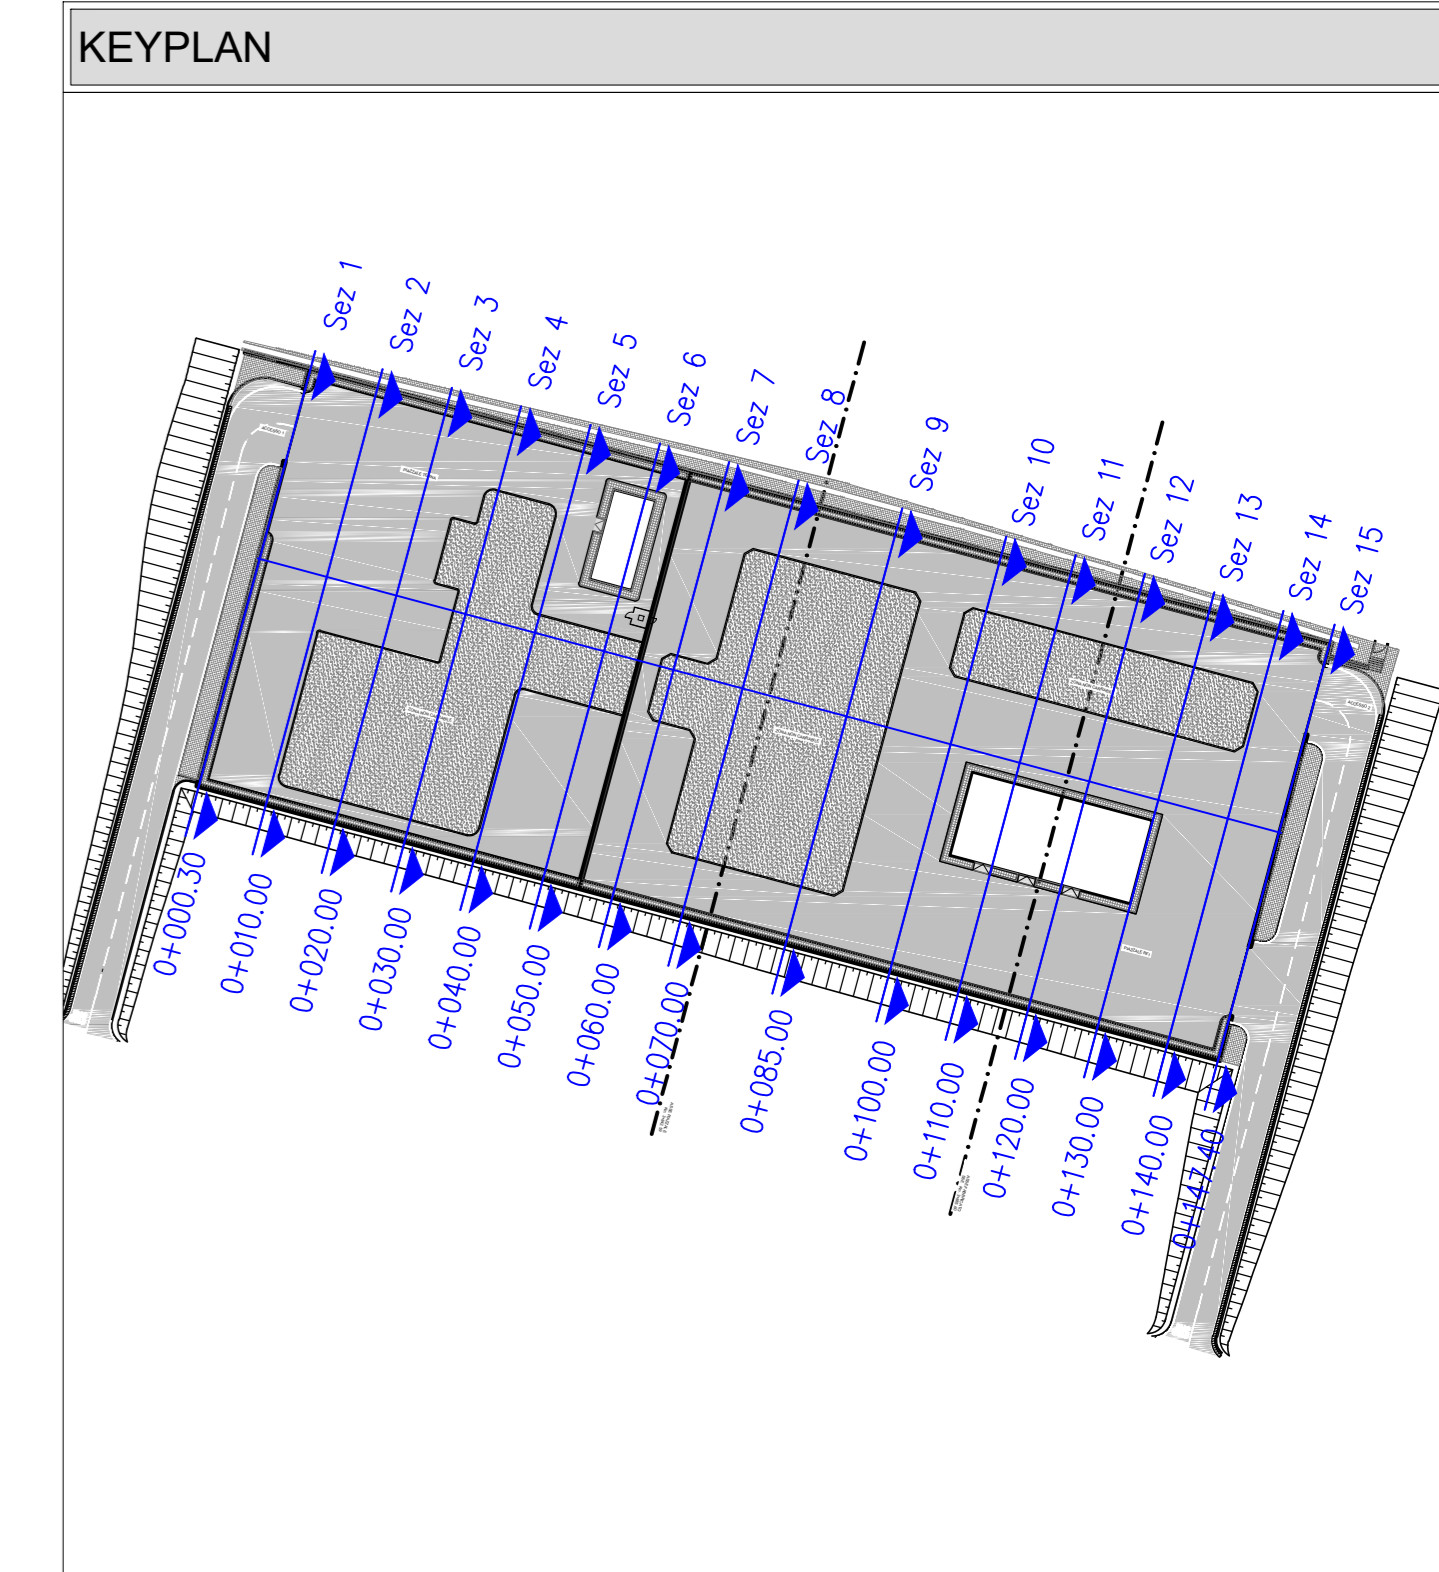 KEYPLAN
Sez 1
Sez 2
Sez 3
Sez 4
Sez 5
Sez 6
Sez 7
Sez 8
Sez 9
Sez 10
Sez 11
Sez 12
Sez 13
Sez 14
Sez 15
0+000.30
0+010.00
0+020.00
0+030.00
0+040.00
0+050.00
0+060.00
0+070.00
0+085.00
0+100.00
0+110.00
0+120.00
0+130.00
0+140.00
0+147.40